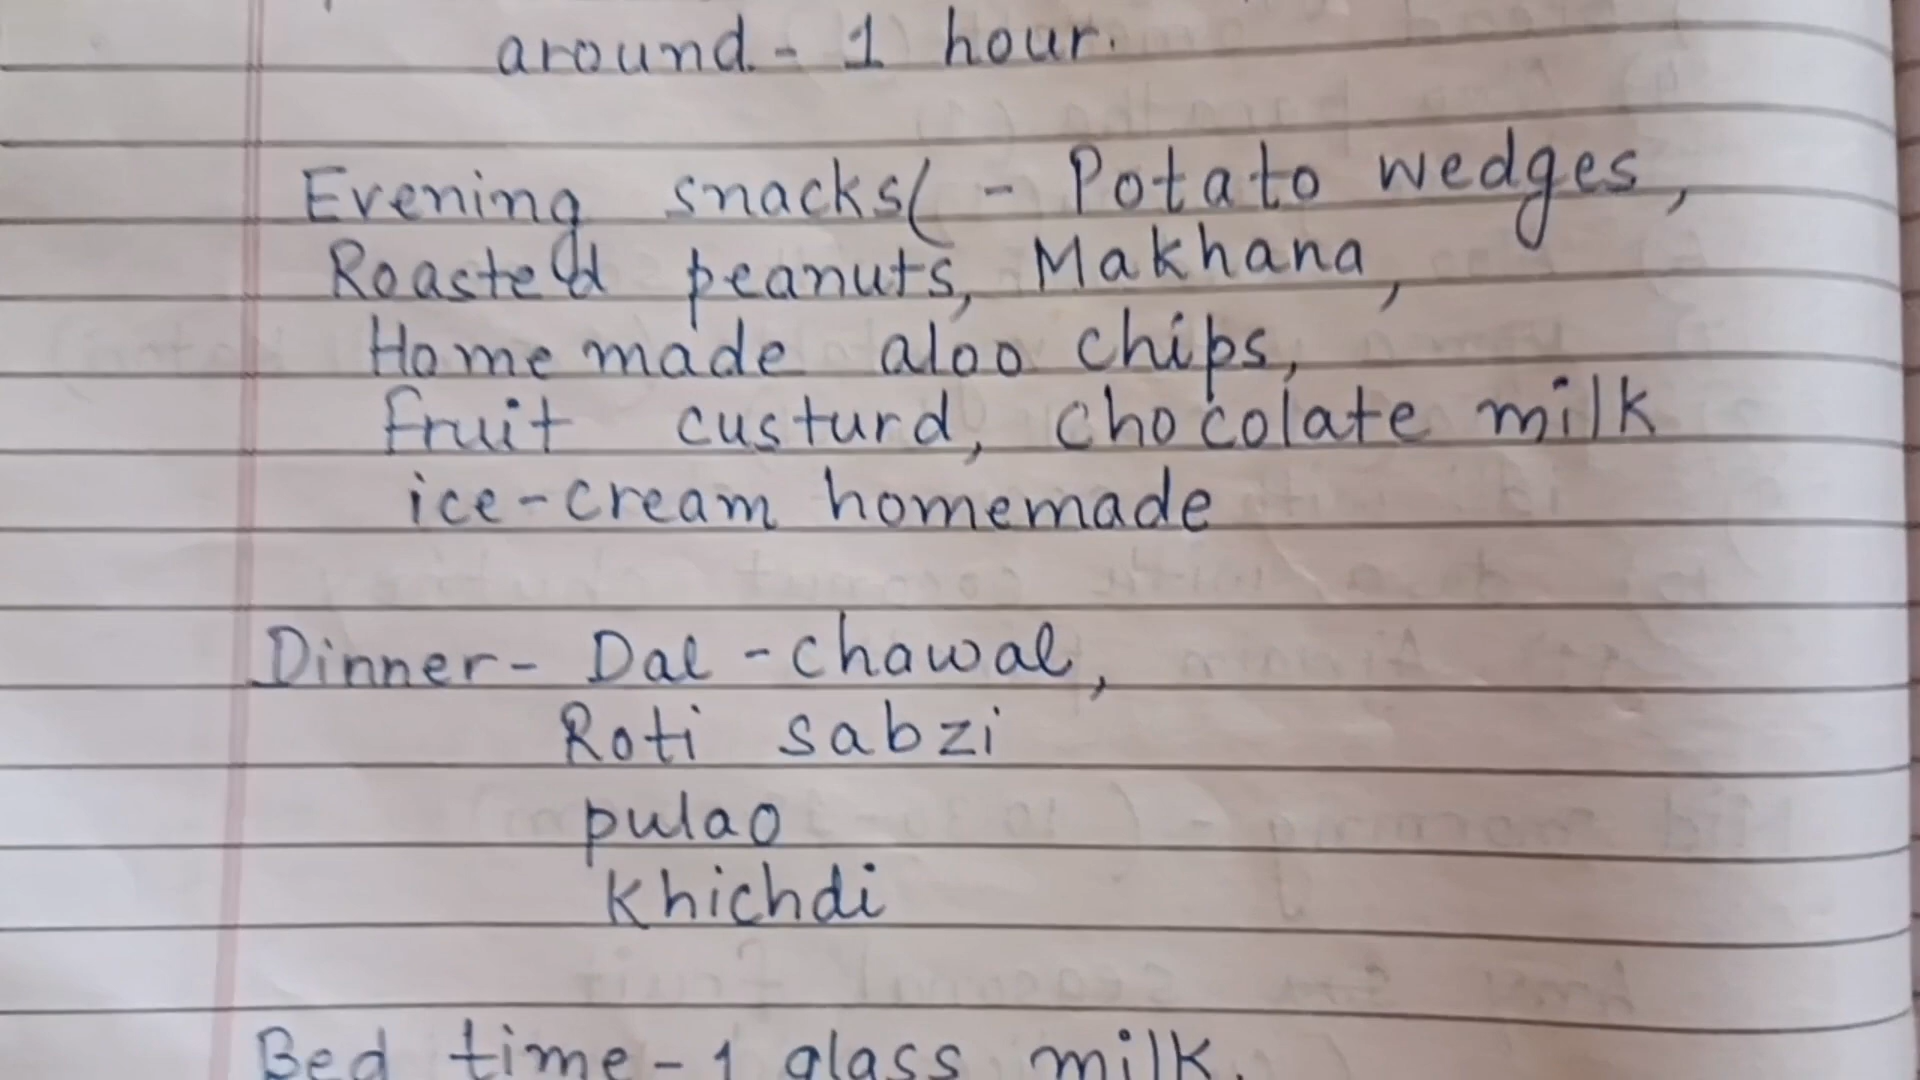 around - 1 hour.
Evening snacks( - Potato wedges,
Roasted peanuts, Makhana,
Home made aloo chips,
fruit custurd, chocolate milk
ice-cream homemade
Dinner - Dal - chawal,
Roti sabzi
pulao
Khichdi
Bed time - 1 glass milk.